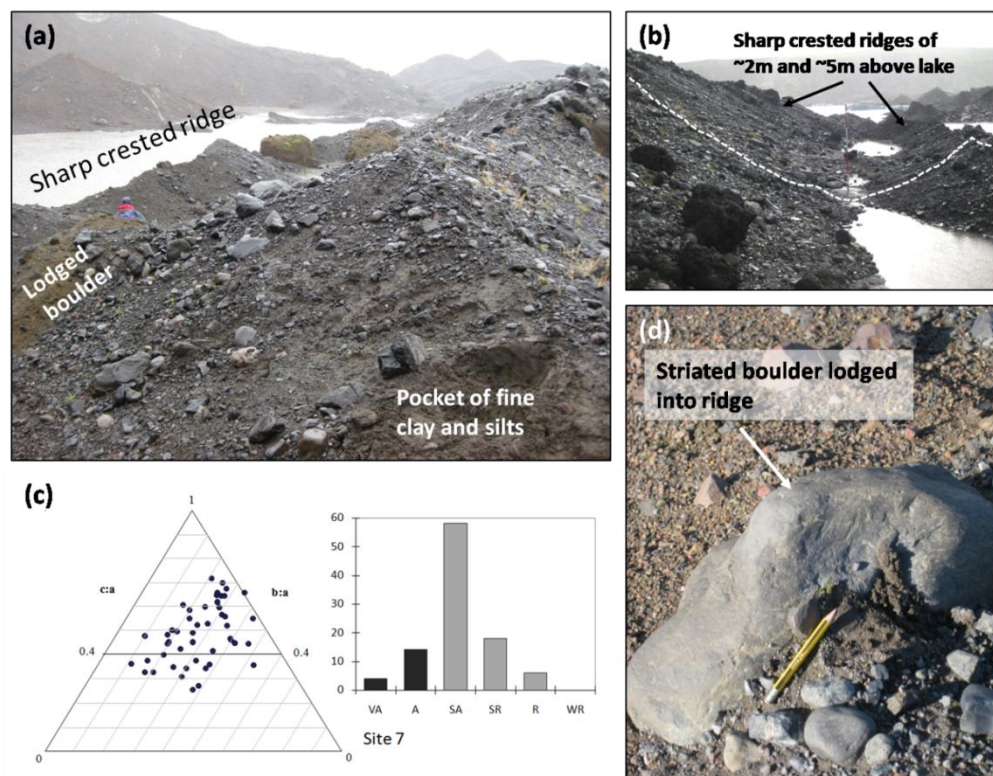 (a)
Sharp crested ridge
Lodged
boulder
Pocket of fine
clay and silts
(b)
Sharp crested ridges of
~2m and ~5m above lake
(c)
1
c:a
b:a
0.4
0.4
0
0
60
50
40
30
20
10
0
VA A SA SR R WR
Site 7
(d)
Striated boulder lodged
into ridge